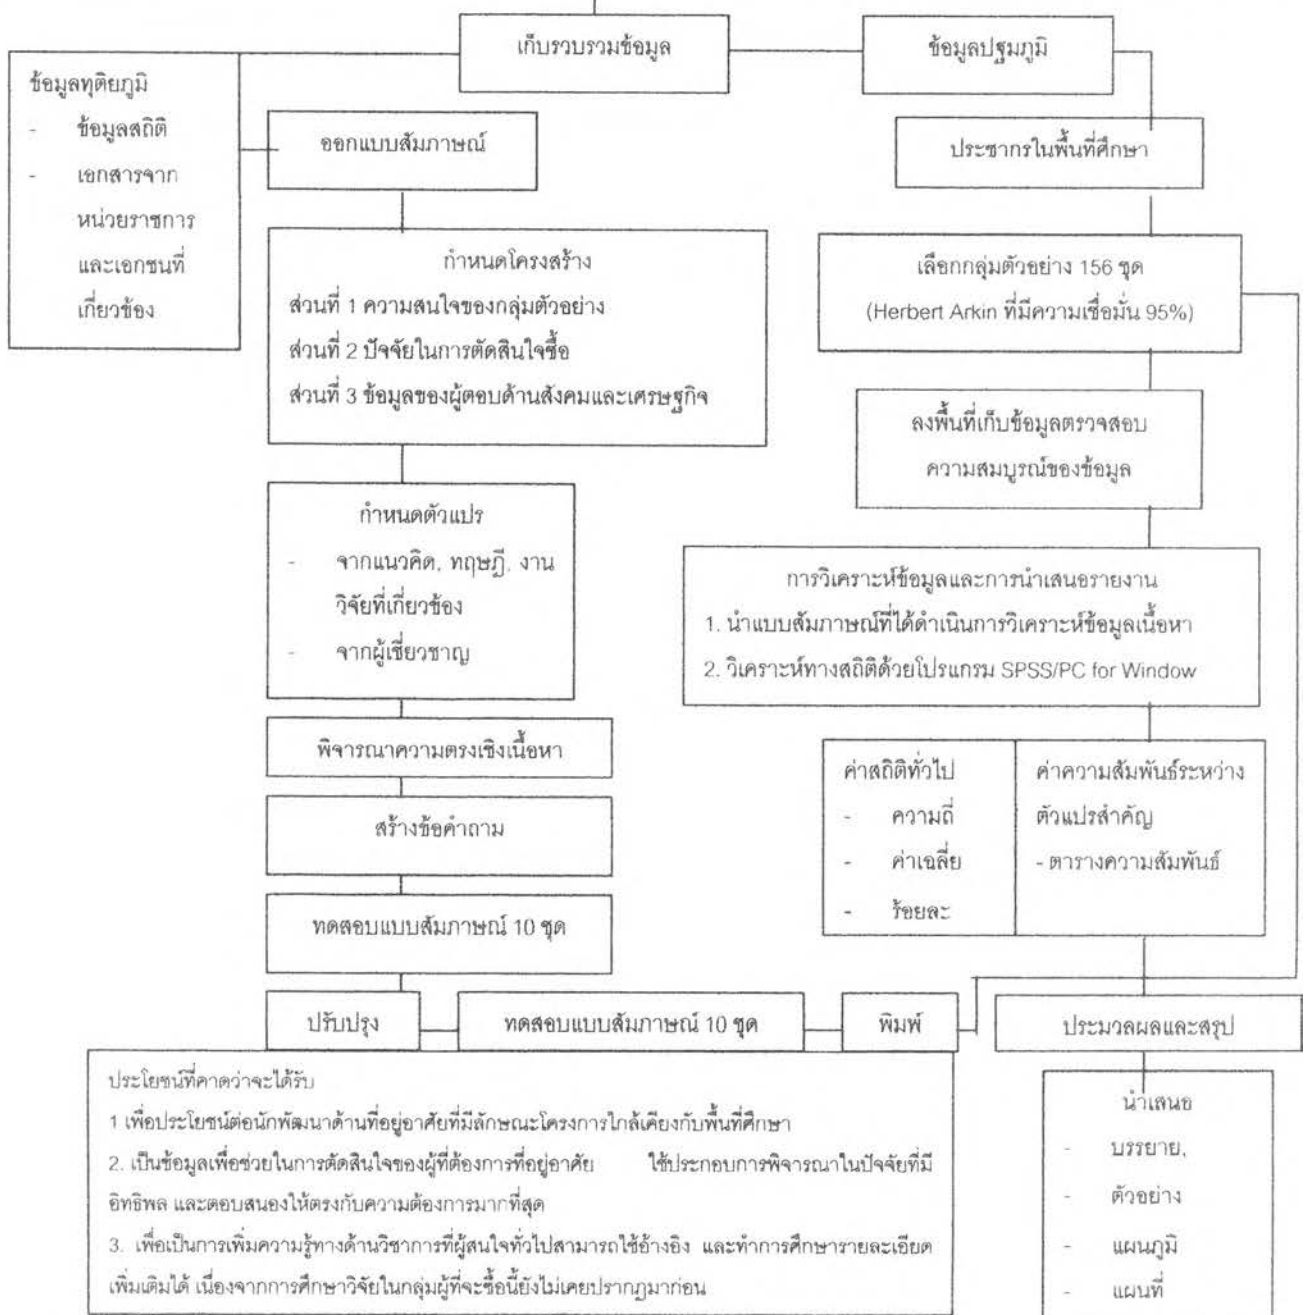 เก็บรวบรวมข้อมูล
ข้อมูลปฐมภูมิ
ข้อมูลทุติยภูมิ
- ข้อมูลสถิติ
- เอกสารจาก
หน่วยราชการ
และเอกชนที่
เกี่ยวข้อง
ออกแบบสัมภาษณ์
กำหนดโครงสร้าง
ส่วนที่ 1 ความสนใจของกลุ่มตัวอย่าง
ส่วนที่ 2 ปัจจัยในการตัดสินใจซื้อ
ส่วนที่ 3 ข้อมูลของผู้ตอบด้านสังคมและเศรษฐกิจ
กำหนดตัวแปร
- จากแนวคิด, ทฤษฎี, งาน
วิจัยที่เกี่ยวข้อง
- จากผู้เชี่ยวชาญ
พิจารณาความตรงเชิงเนื้อหา
สร้างข้อคำถาม
ทดสอบแบบสัมภาษณ์ 10 ชุด
ปรับปรุง
ทดสอบแบบสัมภาษณ์ 10 ชุด
พิมพ์
ประชากรในพื้นที่ศึกษา
เลือกกลุ่มตัวอย่าง 156 ชุด
(Herbert Arkin ที่มีความเชื่อมั่น 95%)
ลงพื้นที่เก็บข้อมูลตรวจสอบ
ความสมบูรณ์ของข้อมูล
การวิเคราะห์ข้อมูลและการนำเสนอรายงาน
1. นำแบบสัมภาษณ์ที่ได้ดำเนินการวิเคราะห์ข้อมูลเนื้อหา
2. วิเคราะห์ทางสถิติด้วยโปรแกรม SPSS/PC for Window
ค่าสถิติทั่วไป
- ความถี่
- ค่าเฉลี่ย
- ร้อยละ
ค่าความสัมพันธ์ระหว่าง
ตัวแปรสำคัญ
- ตารางความสัมพันธ์
ประมวลผลและสรุป
นำเสนอ
- บรรยาย,
- ตัวอย่าง
- แผนภูมิ
- แผนที่
ประโยชน์ที่คาดว่าจะได้รับ
1 เพื่อประโยชน์ต่อนักพัฒนาด้านที่อยู่อาศัยที่มีลักษณะโครงการใกล้เคียงกับพื้นที่ศึกษา
2. เป็นข้อมูลเพื่อช่วยในการตัดสินใจของผู้ที่ต้องการที่อยู่อาศัย ใช้ประกอบการพิจารณาในปัจจัยที่มี
อิทธิพล และตอบสนองให้ตรงกับความต้องการมากที่สุด
3. เพื่อเป็นการเพิ่มความรู้ทางด้านวิชาการที่ผู้สนใจทั่วไปสามารถใช้อ้างอิง และทำการศึกษารายละเอียด
เพิ่มเติมได้ เนื่องจากการศึกษาวิจัยในกลุ่มผู้ที่จะซื้อนี้ยังไม่เคยปรากฏมาก่อน